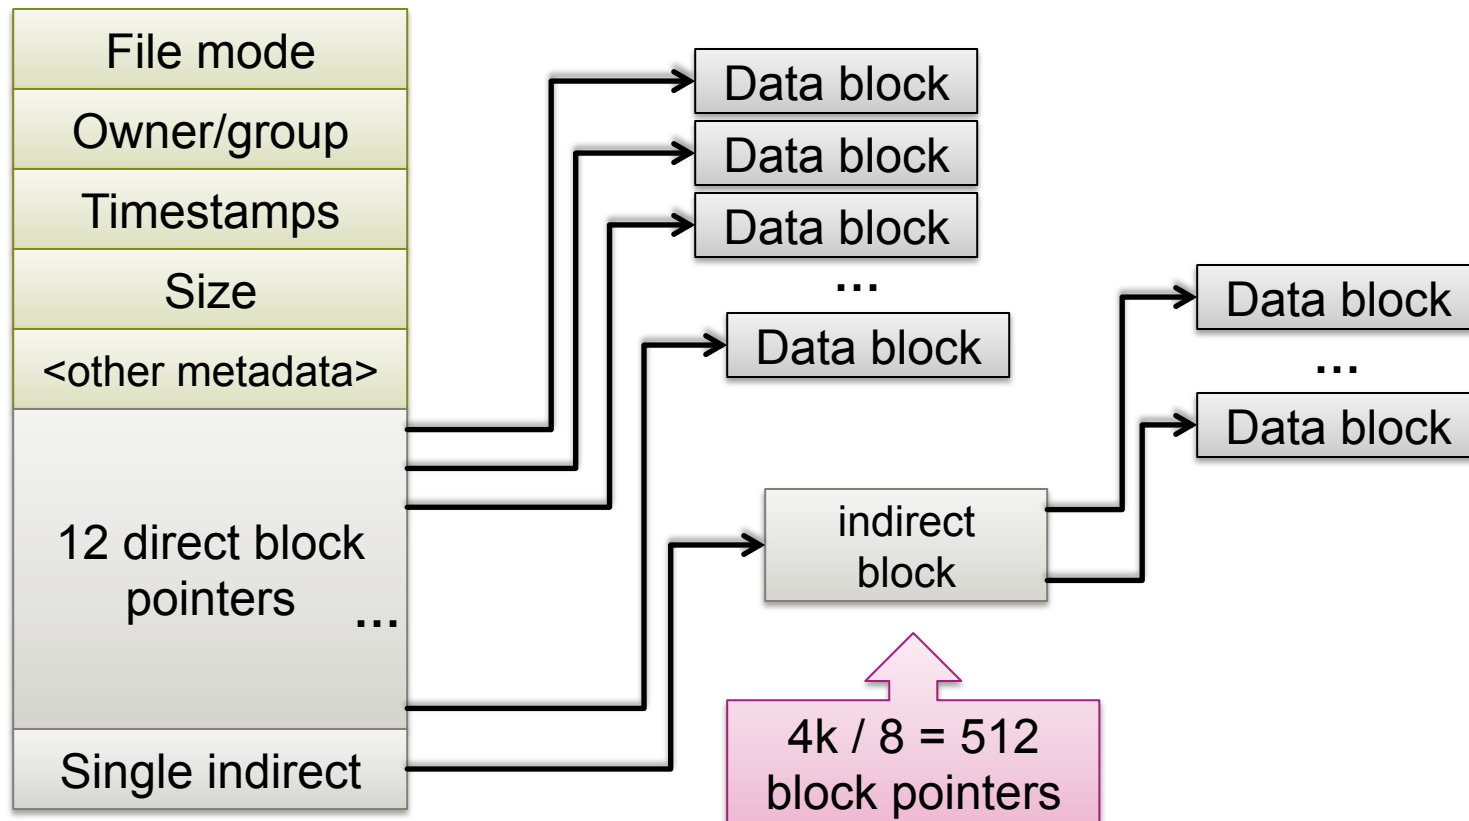 File mode
Owner/group
Timestamps
Size
<other metadata>
12 direct block
pointers
...
Single indirect
Data block
Data block
Data block
...
Data block
indirect
block
4k / 8 = 512
block pointers
Data block
...
Data block